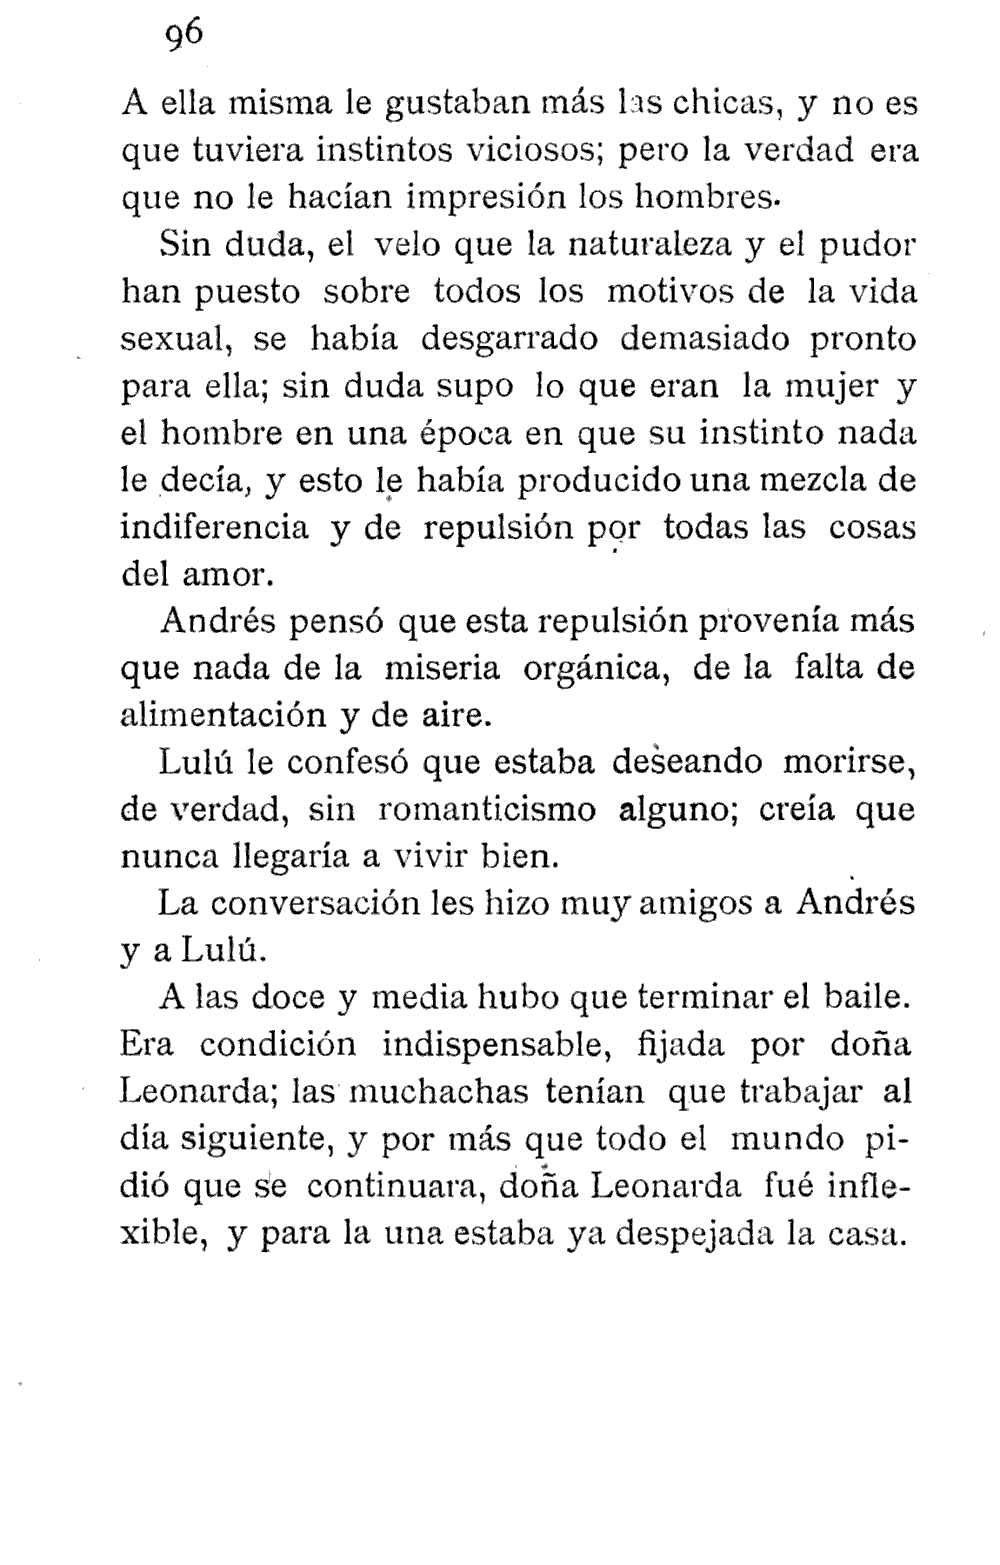 96
A ella misma le gustaban más las chicas, y no es
que tuviera instintos viciosos; pero la verdad era
que no le hacían impresión los hombres.
Sin duda, el velo que la naturaleza y el pudor
han puesto sobre todos los motivos de la vida
sexual, se había desgarrado demasiado pronto
para ella; sin duda supo lo que eran la mujer y
el hombre en una época en que su instinto nada
le decía, y esto le había producido una mezcla de
indiferencia y de repulsión por todas las cosas
del amor.
Andrés pensó que esta repulsión provenía más
que nada de la miseria orgánica, de la falta de
alimentación y de aire.
Lulú le confesó que estaba deseando morirse,
de verdad, sin romanticismo alguno; creía que
nunca llegaría a vivir bien.
La conversación les hizo muy amigos a Andrés
y a Lulú.
A las doce y media hubo que terminar el baile.
Era condición indispensable, fijada por doña
Leonarda; las muchachas tenían que trabajar al
día siguiente, y por más que todo el mundo pi-
dió que se continuara, doña Leonarda fué infle-
xible, y para la una estaba ya despejada la casa.